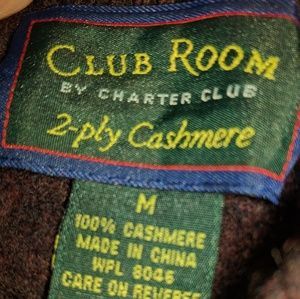 CLUB ROOM
BY CHARTER CLUB
2-ply Cashmere
M
100% CASHMERE
MADE IN CHINA
WPL 8046
CARE ON REVERSE